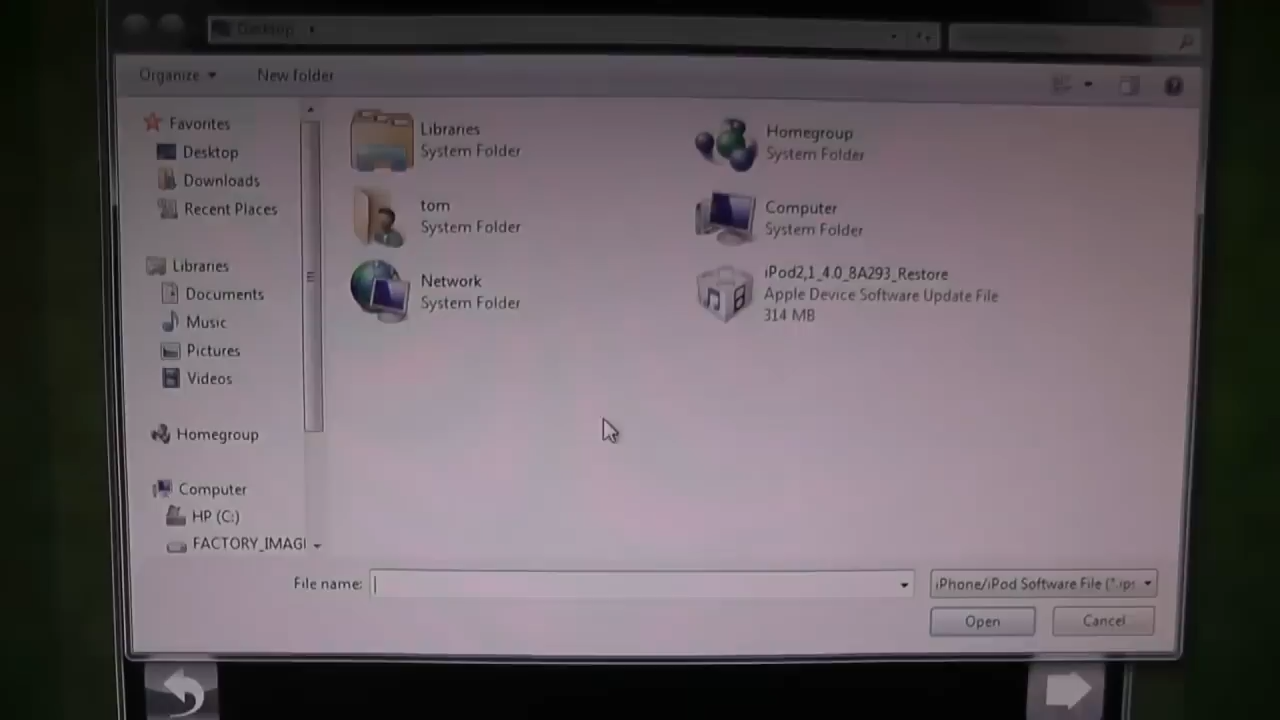 Desktop
Organize
New folder
Favorites
Desktop
Downloads
Recent Places
Libraries
Documents
Music
Pictures
Videos
Homegroup
Computer
HP (C:)
FACTORY_IMAGI
Libraries
System Folder
Homegroup
System Folder
tom
System Folder
Computer
System Folder
Network
System Folder
iPod2,1_4.0_8A293_Restore
Apple Device Software Update File
314 MB
File name:
iPhone/iPod Software File (*.ips
Open
Cancel